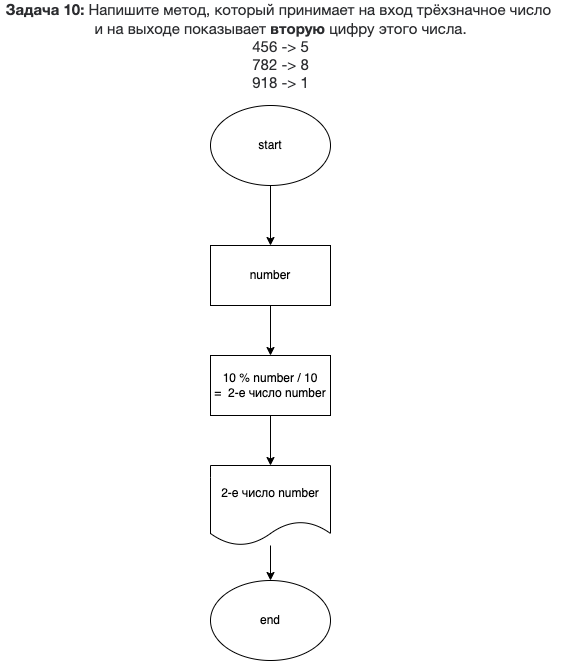 Задача 10: Напишите метод, который принимает на вход трёхзначное число
и на выходе показывает вторую цифру этого числа.
456 -> 5
782 -> 8
918 -> 1
start
number
10 % number / 10
= 2-е число number
2-е число number
end